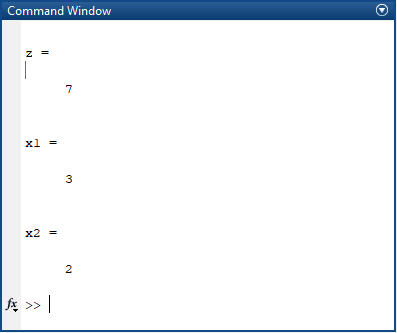 Command Window
z =
7
x1 =
3
x2 =
2
fx >>